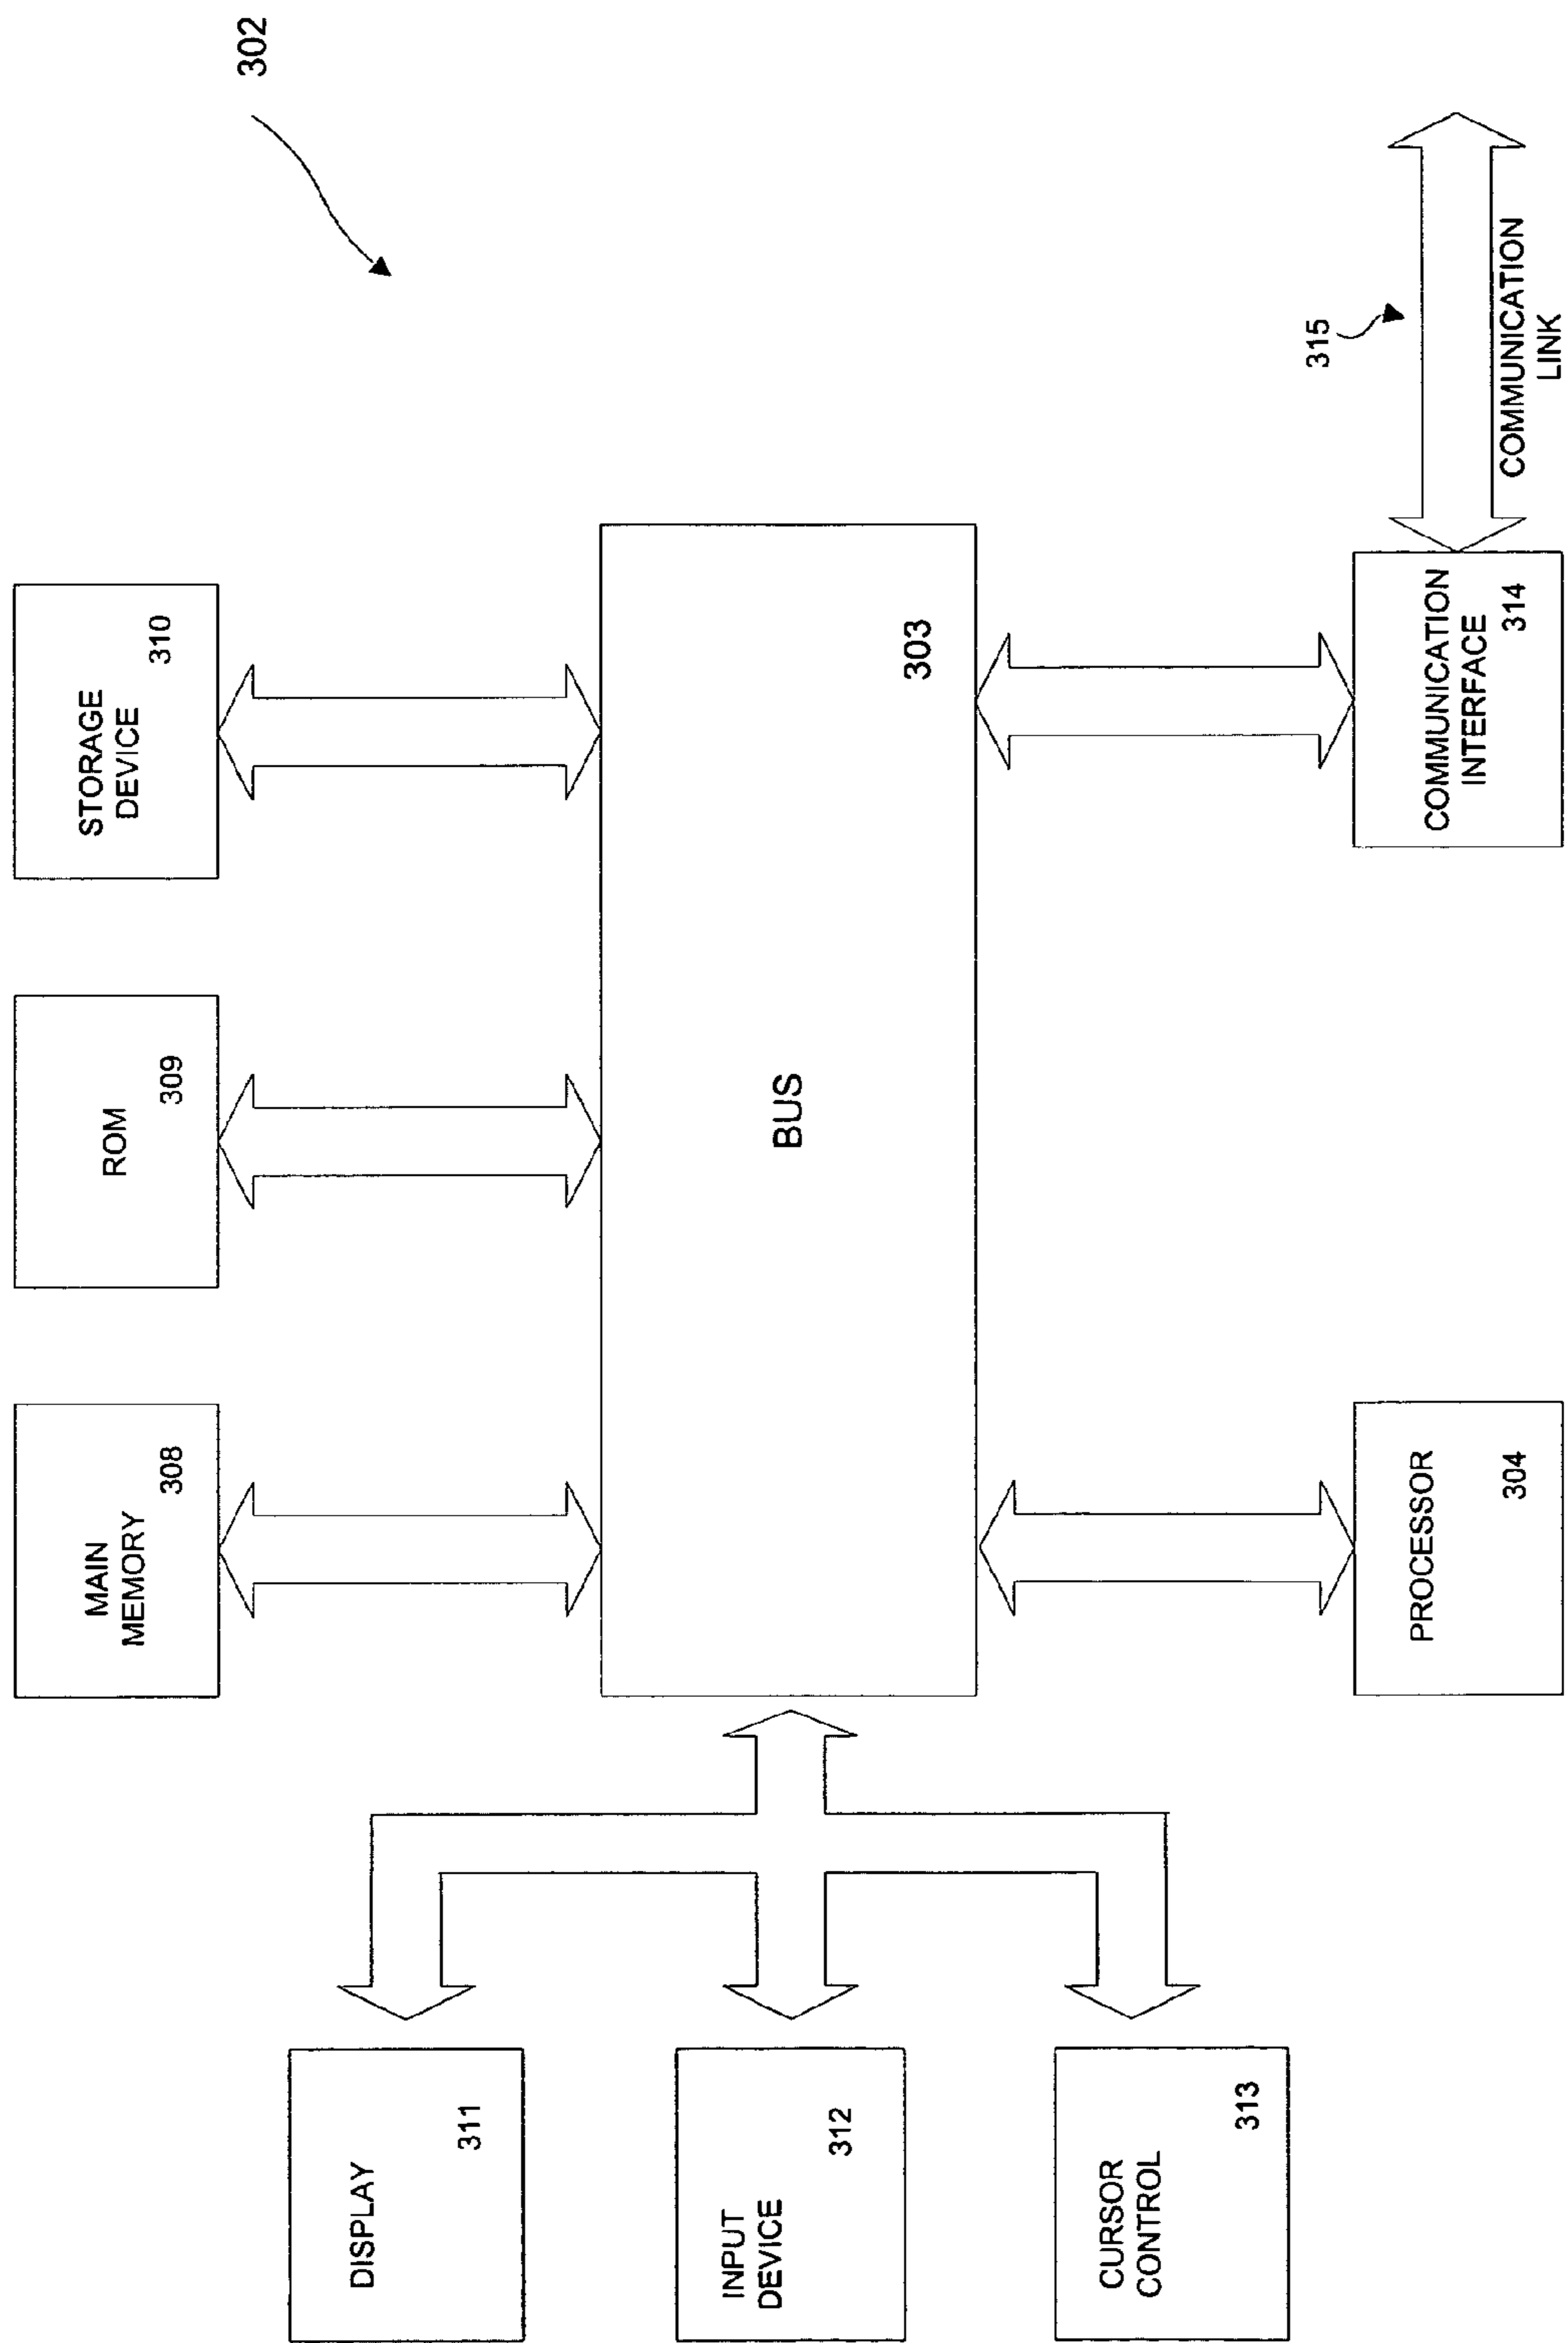 302
MAIN
MEMORY
308
ROM
309
STORAGE
DEVICE
310
DISPLAY
311
INPUT
DEVICE
312
CURSOR
CONTROL
313
BUS
303
PROCESSOR
304
COMMUNICATION
INTERFACE
314
315
COMMUNICATION
LINK